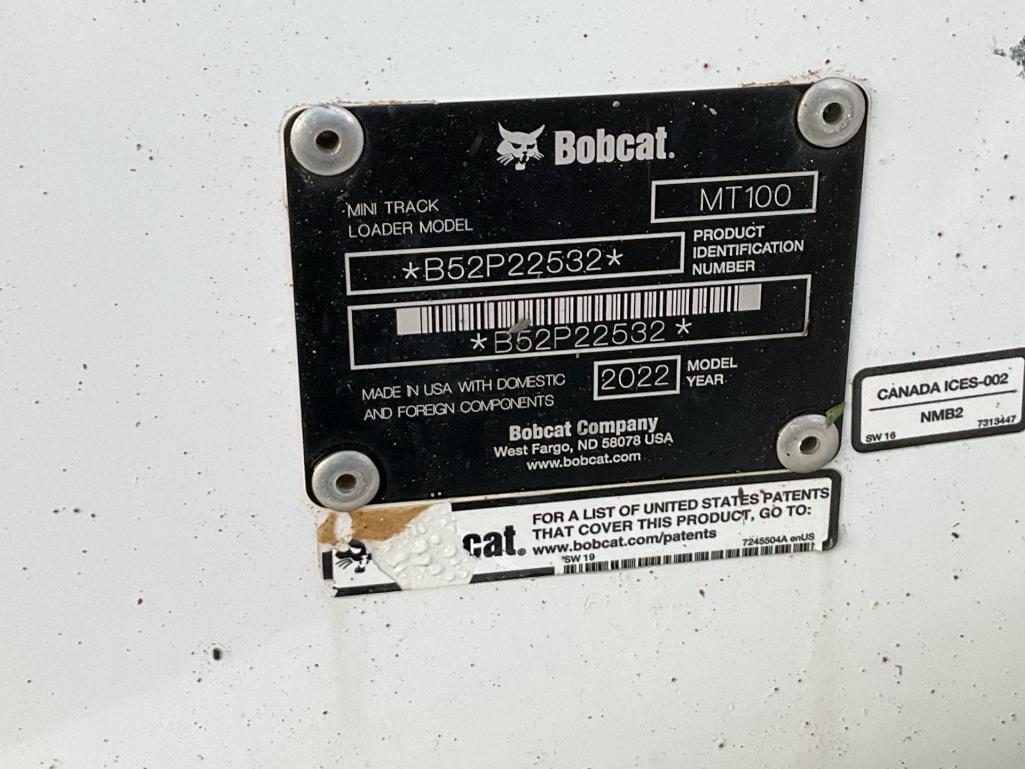 Bobcat.
MINI TRACK
LOADER MODEL
MT100
*B52P22532*
PRODUCT
IDENTIFICATION
NUMBER
*B52P22532*
MADE IN USA WITH DOMESTIC
AND FOREIGN COMPONENTS
2022
MODEL
YEAR
Bobcat Company
West Fargo, ND 58078 USA
www.bobcat.com
CANADA ICES-002
NMB2
SW 16
7313447
cat.
FOR A LIST OF UNITED STATES PATENTS
THAT COVER THIS PRODUCT, GO TO:
www.bobcat.com/patents
7245504A enUS
SW 19